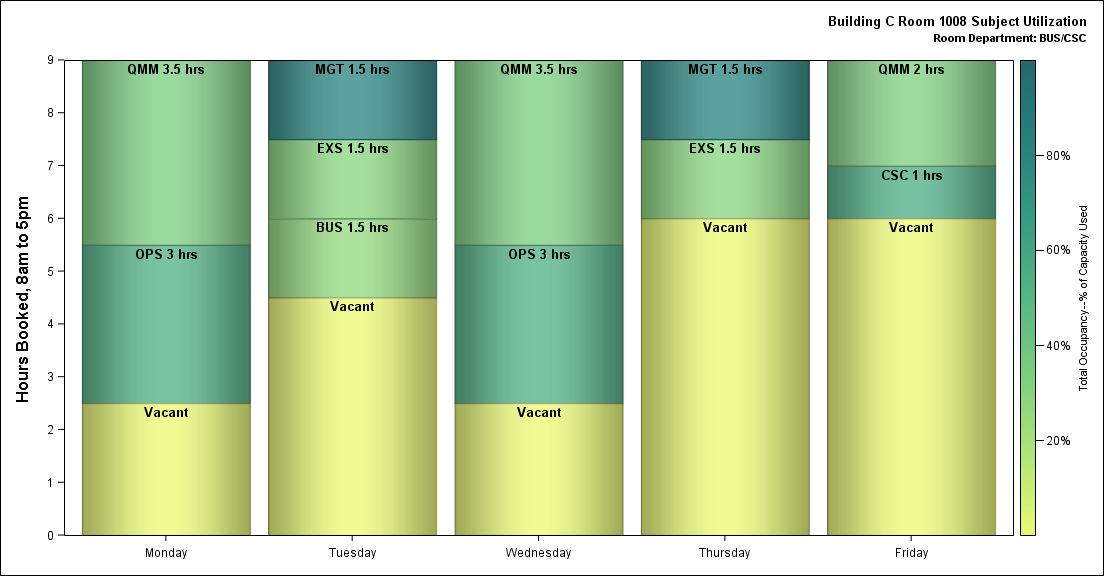 Building C Room 1008 Subject Utilization
Room Department: BUS/CSC
Hours Booked, 8am to 5pm
9
8
7
6
5
4
3
2
1
0
QMM 3.5 hrs
OPS 3 hrs
Vacant
MGT 1.5 hrs
EXS 1.5 hrs
BUS 1.5 hrs
Vacant
QMM 3.5 hrs
OPS 3 hrs
Vacant
MGT 1.5 hrs
EXS 1.5 hrs
Vacant
QMM 2 hrs
CSC 1 hrs
Vacant
Monday
Tuesday
Wednesday
Thursday
Friday
80%
60%
40%
20%
Total Occupancy--% of Capacity Used